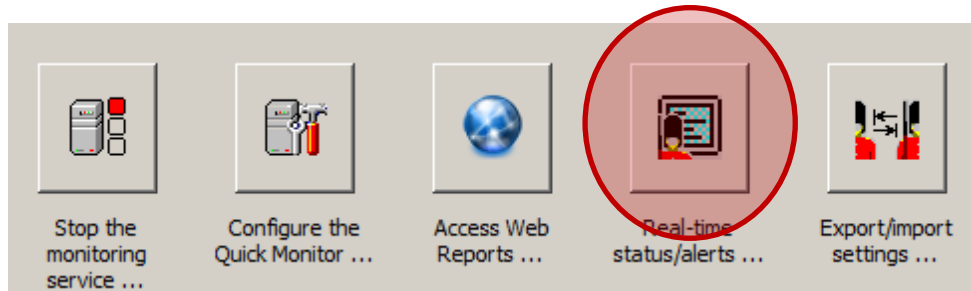 Stop the
monitoring
service ...
Configure the
Quick Monitor ...
Access Web
Reports ...
Real-time
status/alerts ...
Export/import
settings ...